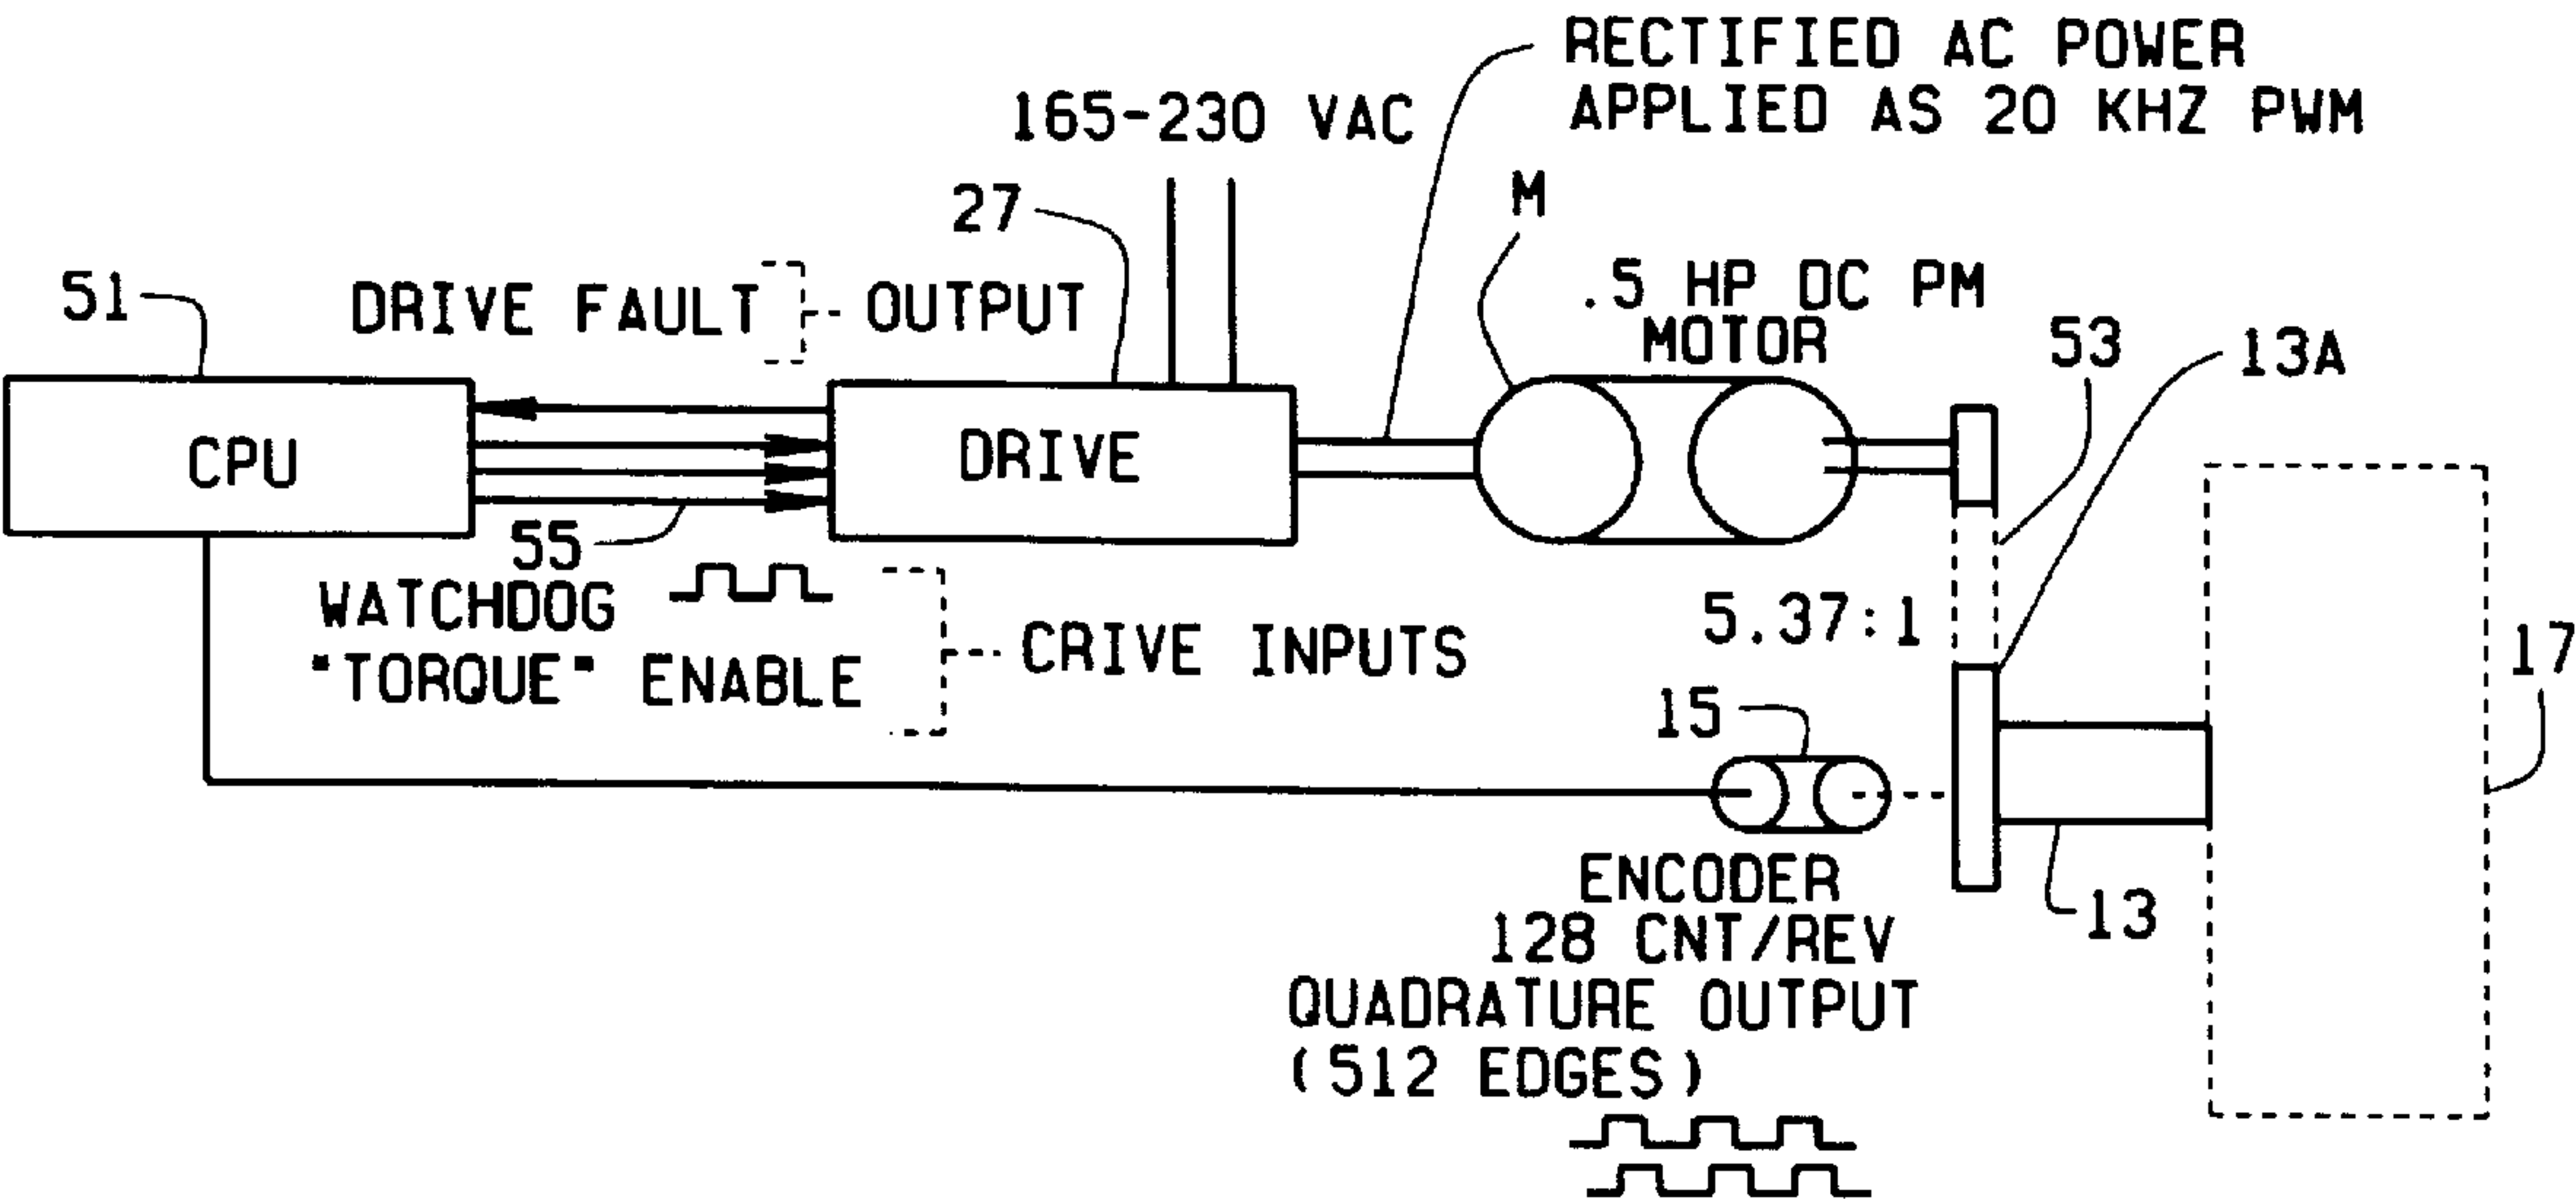 RECTIFIED AC POWER
APPLIED AS 20 KHZ PWM
165-230 VAC
27
M
51
DRIVE FAULT
OUTPUT
.5 HP DC PM
MOTOR
53
13A
CPU
DRIVE
55
WATCHDOG
"TORQUE" ENABLE
CRIVE INPUTS
5.37:1
17
15
13
ENCODER
128 CNT/REV
QUADRATURE OUTPUT
(512 EDGES)